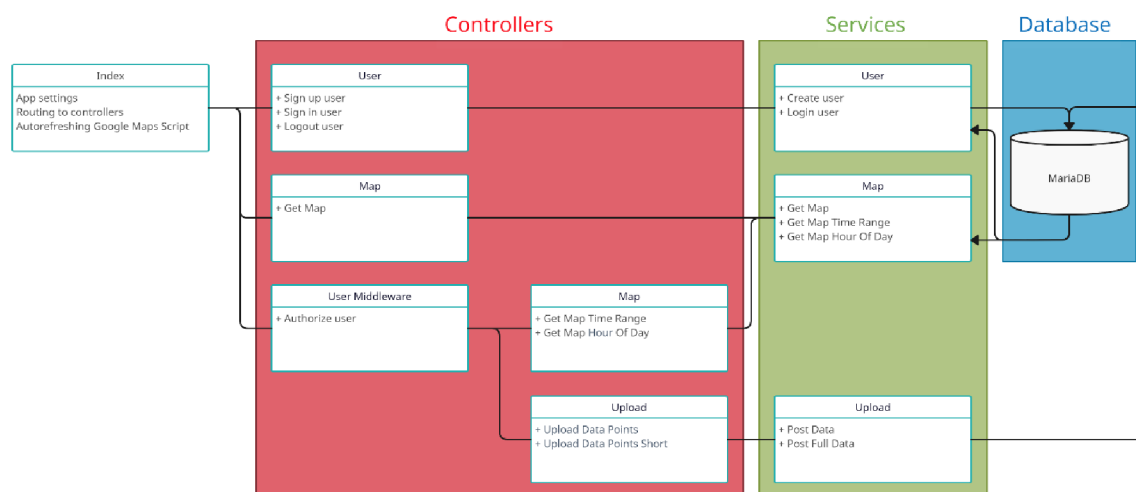 Controllers
Services
Database
Index
App settings
Routing to controllers
Autorefreshing Google Maps Script
User
+ Sign up user
+ Sign in user
+ Logout user
User
+ Create user
+ Login user
MariaDB
Map
+ Get Map
Map
+ Get Map
+ Get Map Time Range
+ Get Map Hour Of Day
User Middleware
+ Authorize user
Map
+ Get Map Time Range
+ Get Map Hour Of Day
Upload
+ Upload Data Points
+ Upload Data Points Short
Upload
+ Post Data
+ Post Full Data